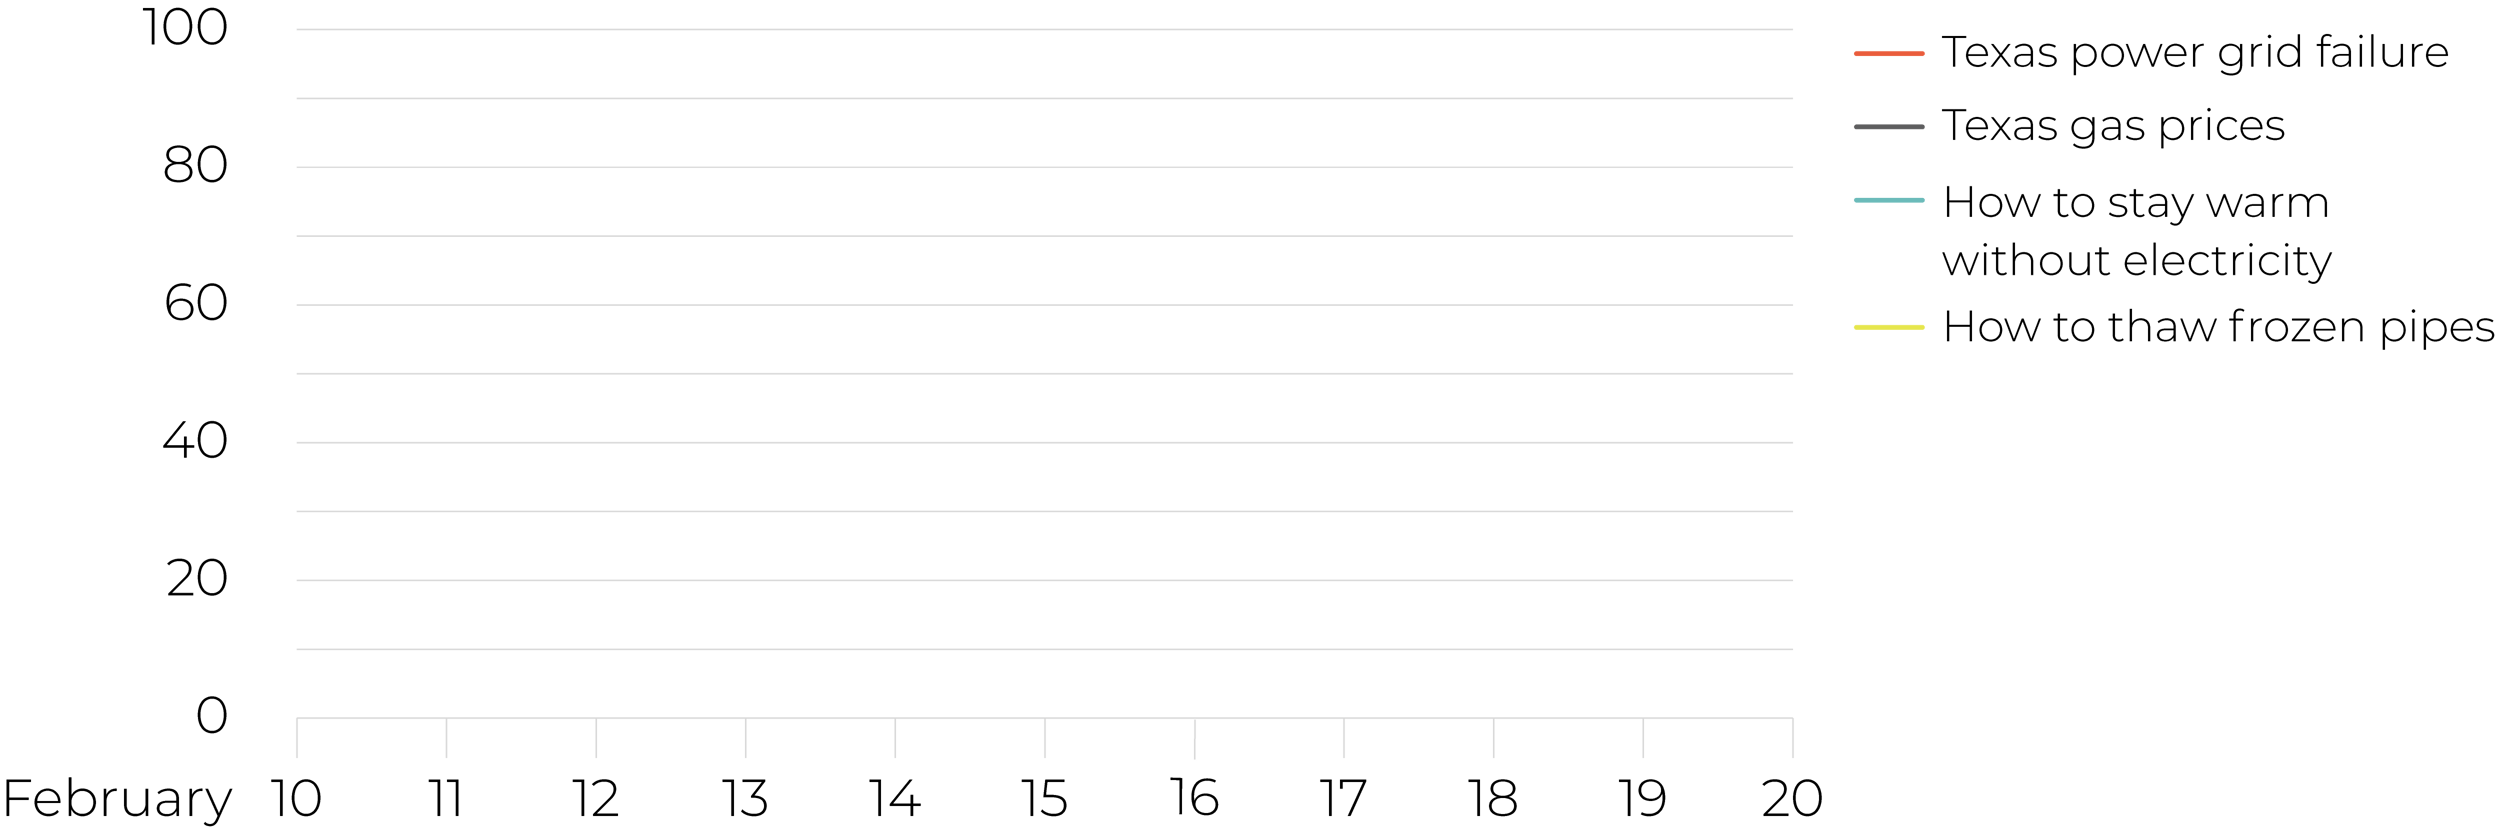 100
80
60
40
20
0
February 10 11 12 13 14 15 16 17 18 19 20
Texas power grid failure
Texas gas prices
How to stay warm
without electricity
How to thaw frozen pipes